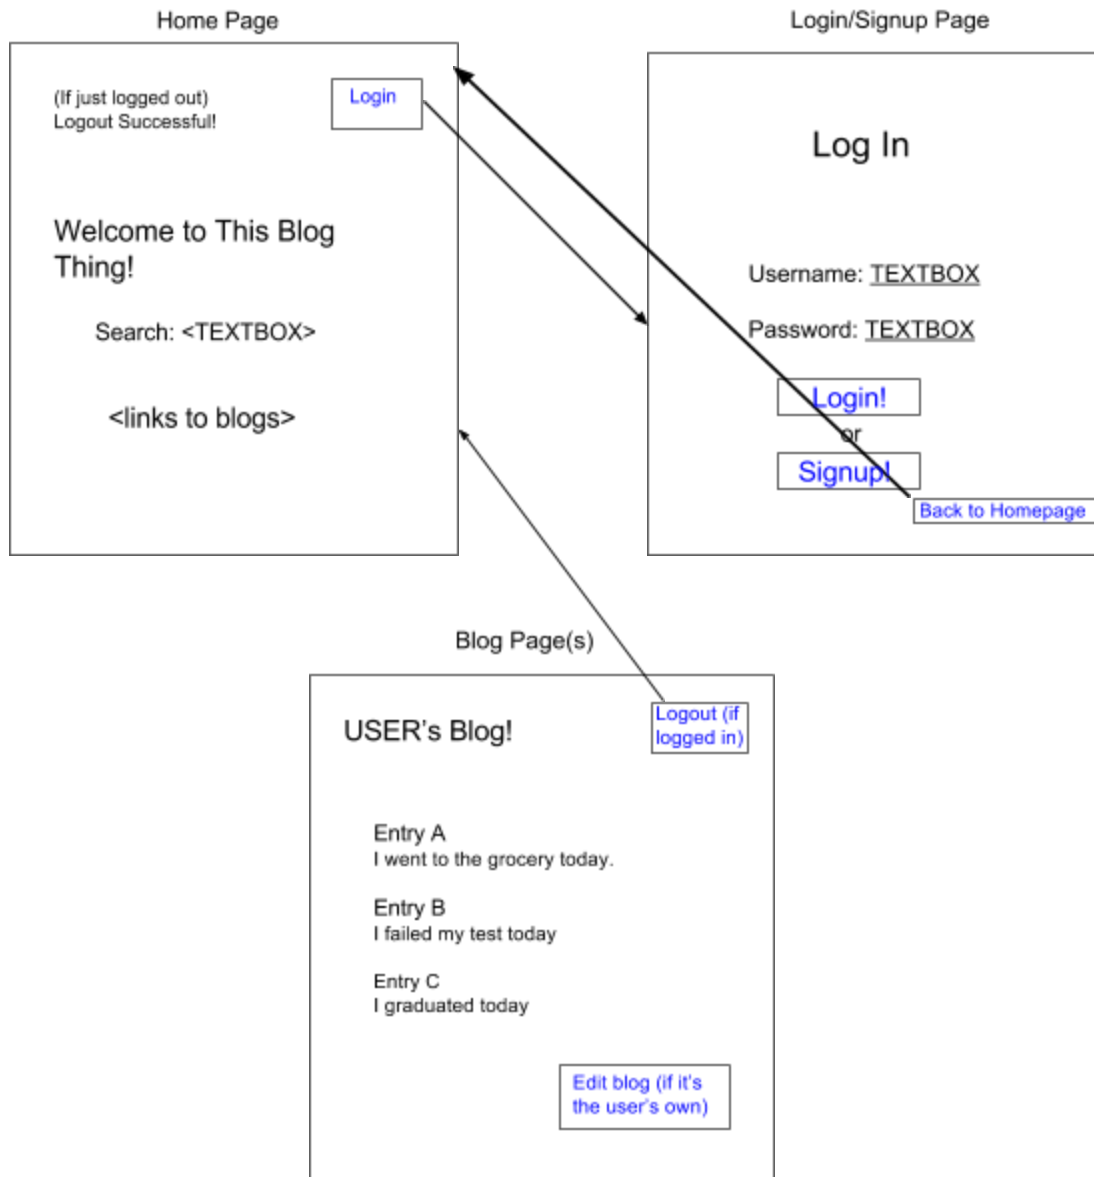 Home Page
(If just logged out)
Logout Successful!
Login
Welcome to This Blog
Thing!
Search: <TEXTBOX>
<links to blogs>
Login/Signup Page
Log In
Username: TEXTBOX
Password: TEXTBOX
Login!
or
Signup!
Back to Homepage
Blog Page(s)
USER's Blog!
Logout (if
logged in)
Entry A
I went to the grocery today.
Entry B
I failed my test today
Entry C
I graduated today
Edit blog (if it's
the user's own)